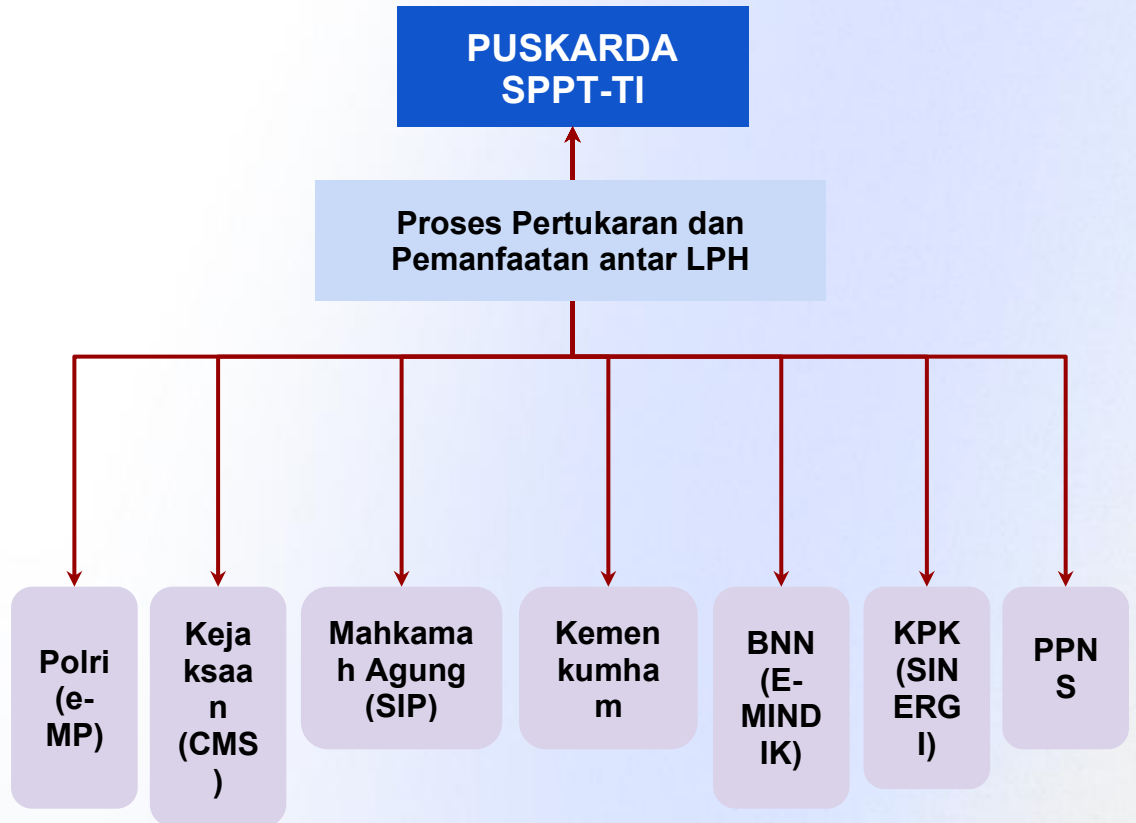 PUSKARDA
SPPT-TI
Proses Pertukaran dan
Pemanfaatan antar LPH
Polri
(e-
MP)
Keja
ksaa
n
(CMS
)
Mahkama
h Agung
(SIP)
Kemen
kumha
m
BNN
(E-
MIND
IK)
KPK
(SIN
ERG
I)
PPN
S